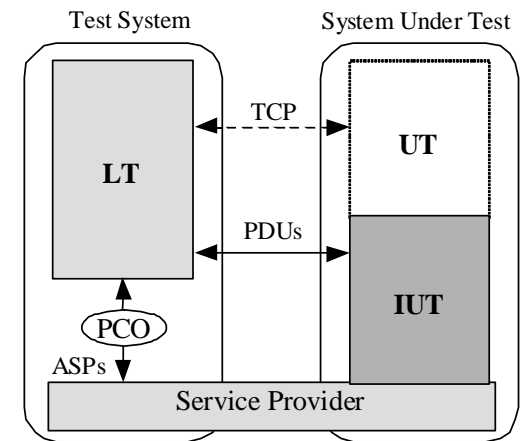 Test System
System Under Test
TCP
UT
LT
PDUs
IUT
PCO
ASPs
Service Provider